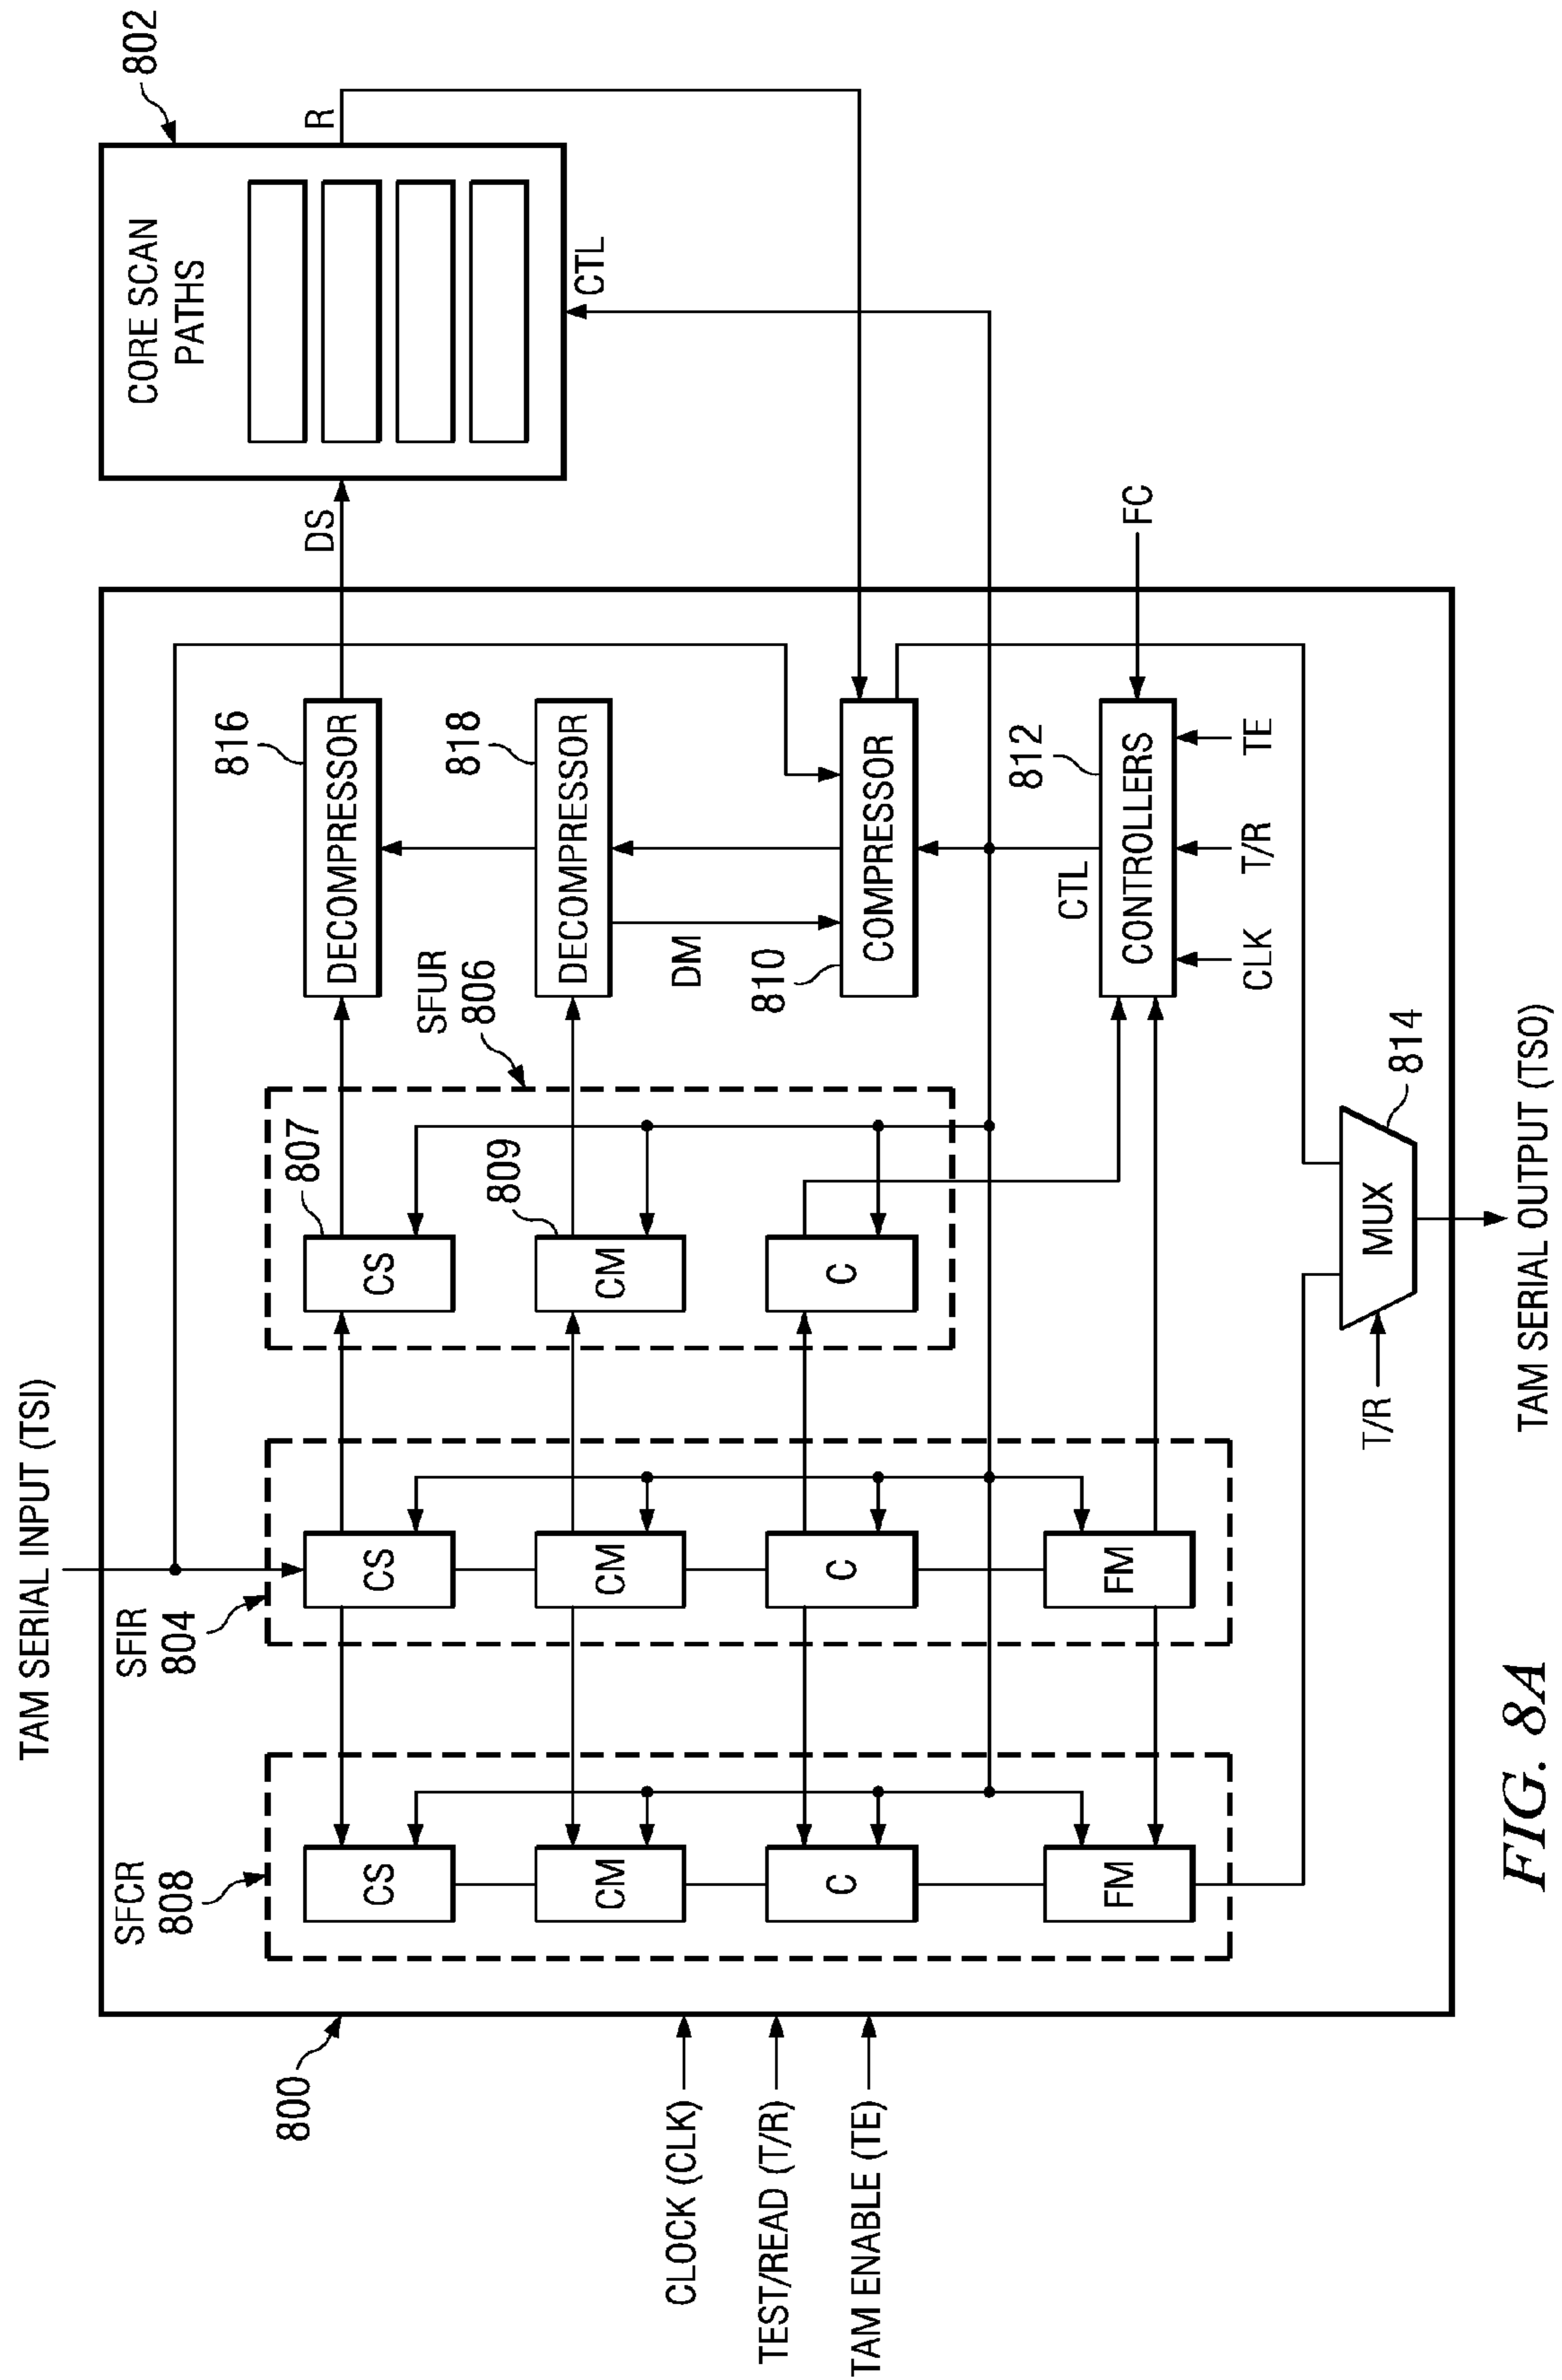 802
CORE SCAN
PATHS
R
CTL
DS
816
DECOMPRESSOR
818
DECOMPRESSOR
DM
810
COMPRESSOR
812
CONTROLLERS
CTL
FC
CLK
T/R
TE
SFUR
806
807
CS
809
CM
C
TAM SERIAL INPUT (TSI)
SFIR
804
CS
CM
C
FM
SFCR
808
CS
CM
C
FM
MUX
814
T/R
TAM SERIAL OUTPUT (TSO)
800
CLOCK (CLK)
TEST/READ (T/R)
TAM ENABLE (TE)
FIG. 8A